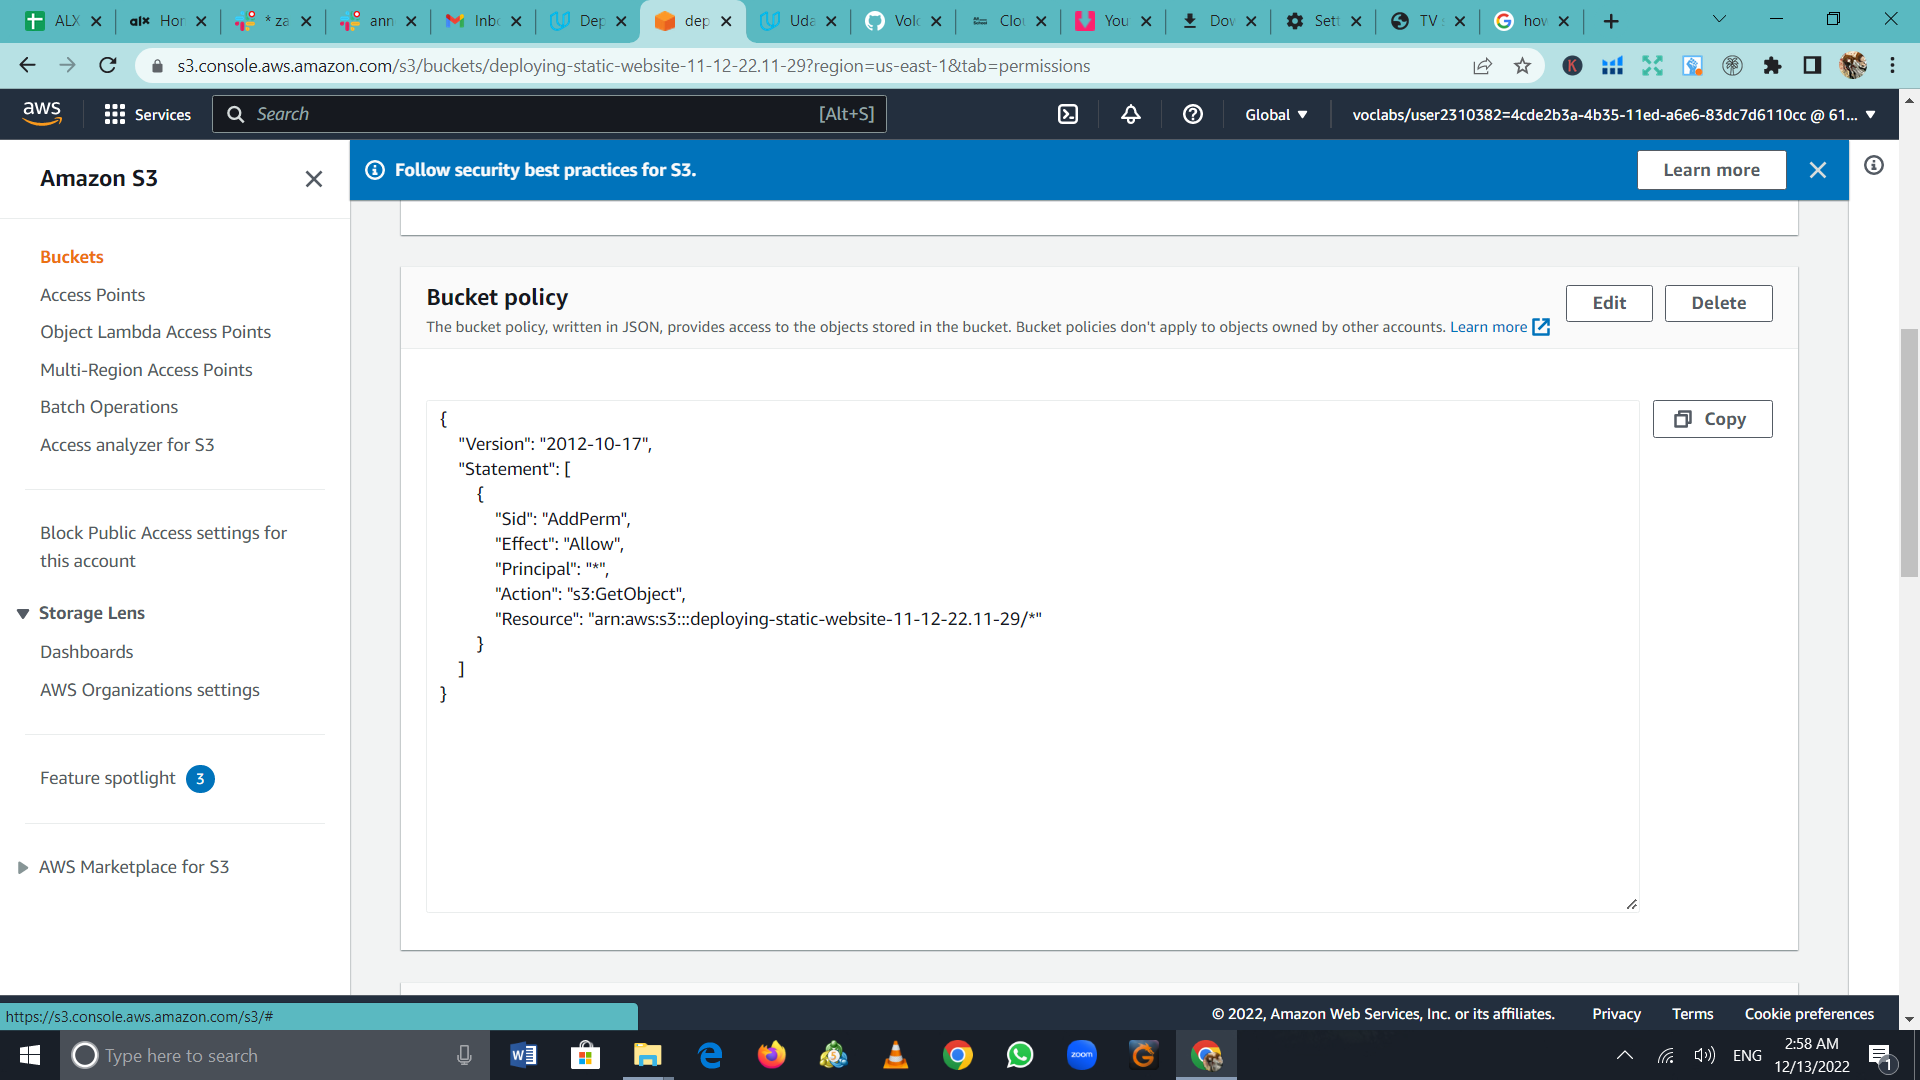 ALX
alx Hor
* za
ann
Inb
Dep
dep
Uda
Volc
Clou
You
Dov
Sett
TV s
how
s3.console.aws.amazon.com/s3/buckets/deploying-static-website-11-12-22.11-29?region=us-east-1&tab=permissions
K
aws
Services
Search
[Alt+S]
Global
voclabs/user2310382=4cde2b3a-4b35-11ed-a6e6-83dc7d6110cc @ 61...
Amazon S3
Follow security best practices for S3.
Learn more
Buckets
Access Points
Object Lambda Access Points
Multi-Region Access Points
Batch Operations
Access analyzer for S3
Block Public Access settings for
this account
Storage Lens
Dashboards
AWS Organizations settings
Feature spotlight 3
AWS Marketplace for S3
Bucket policy
The bucket policy, written in JSON, provides access to the objects stored in the bucket. Bucket policies don't apply to objects owned by other accounts. Learn more
Edit
Delete
Copy
{
"Version": "2012-10-17",
"Statement": [
{
"Sid": "AddPerm",
"Effect": "Allow",
"Principal": "*",
"Action": "s3:GetObject",
"Resource": "arn:aws:s3:::deploying-static-website-11-12-22.11-29/*"
}
]
}
https://s3.console.aws.amazon.com/s3/#
© 2022, Amazon Web Services, Inc. or its affiliates.
Privacy
Terms
Cookie preferences
Type here to search
zoom
ENG
2:58 AM
12/13/2022
1